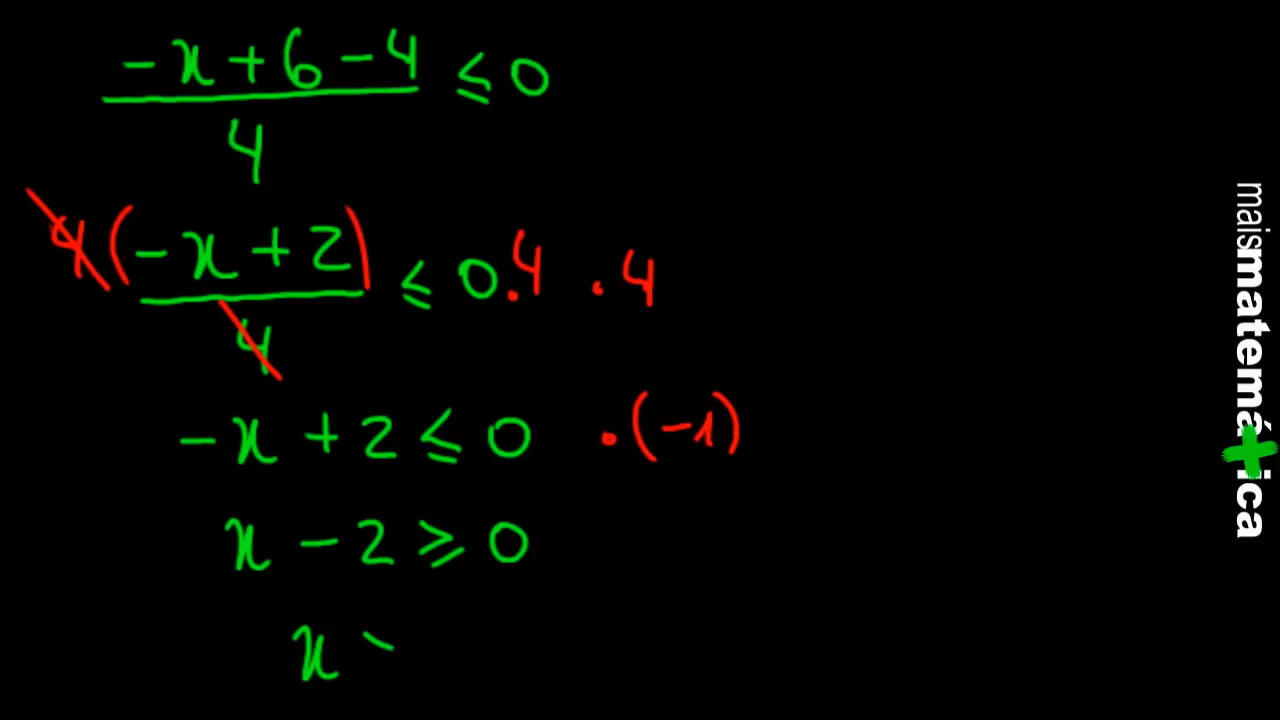 -x + 6 - 4 ≤ 0
4
4(-x + 2) ≤ 0 . 4 . 4
4
-x + 2 ≤ 0 . (-1)
x - 2 ≥ 0
x
maismatemática